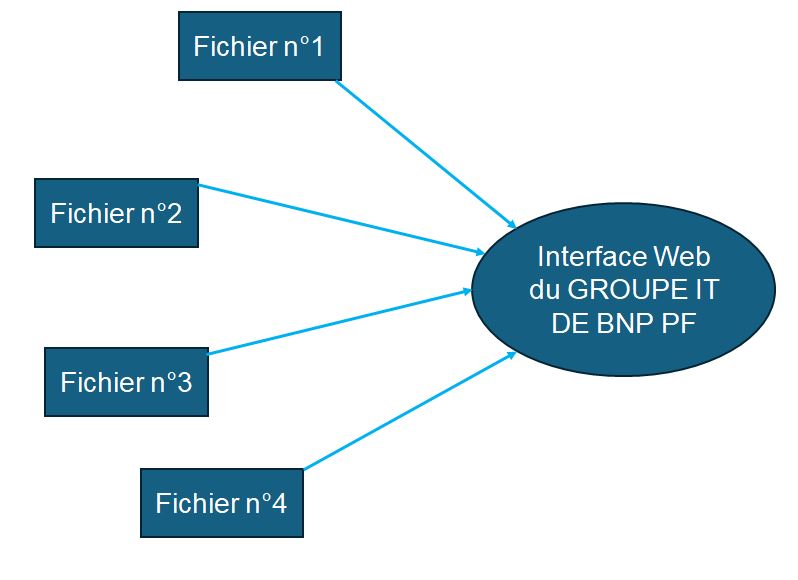 Fichier n°1
Fichier n°2
Interface Web
du GROUPE IT
DE BNP PF
Fichier n°3
Fichier n°4